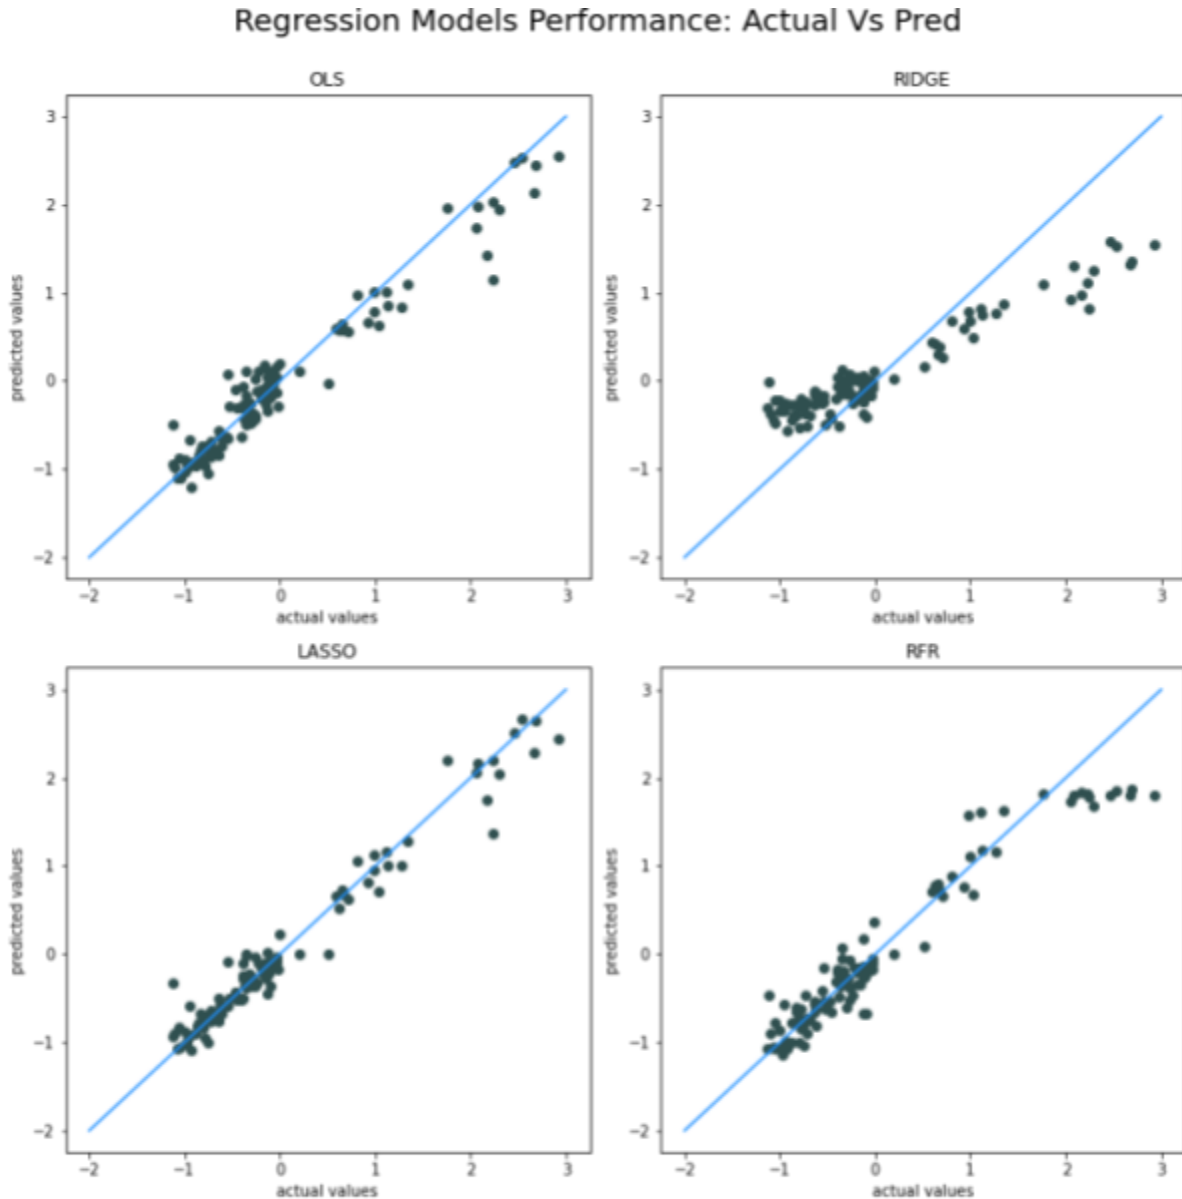 Regression Models Performance: Actual Vs Pred
OLS
3
2
1
0
−1
−2
predicted values
−2 −1 0 1 2 3
actual values
RIDGE
3
2
1
0
−1
−2
predicted values
−2 −1 0 1 2 3
actual values
LASSO
3
2
1
0
−1
−2
predicted values
−2 −1 0 1 2 3
actual values
RFR
3
2
1
0
−1
−2
predicted values
−2 −1 0 1 2 3
actual values